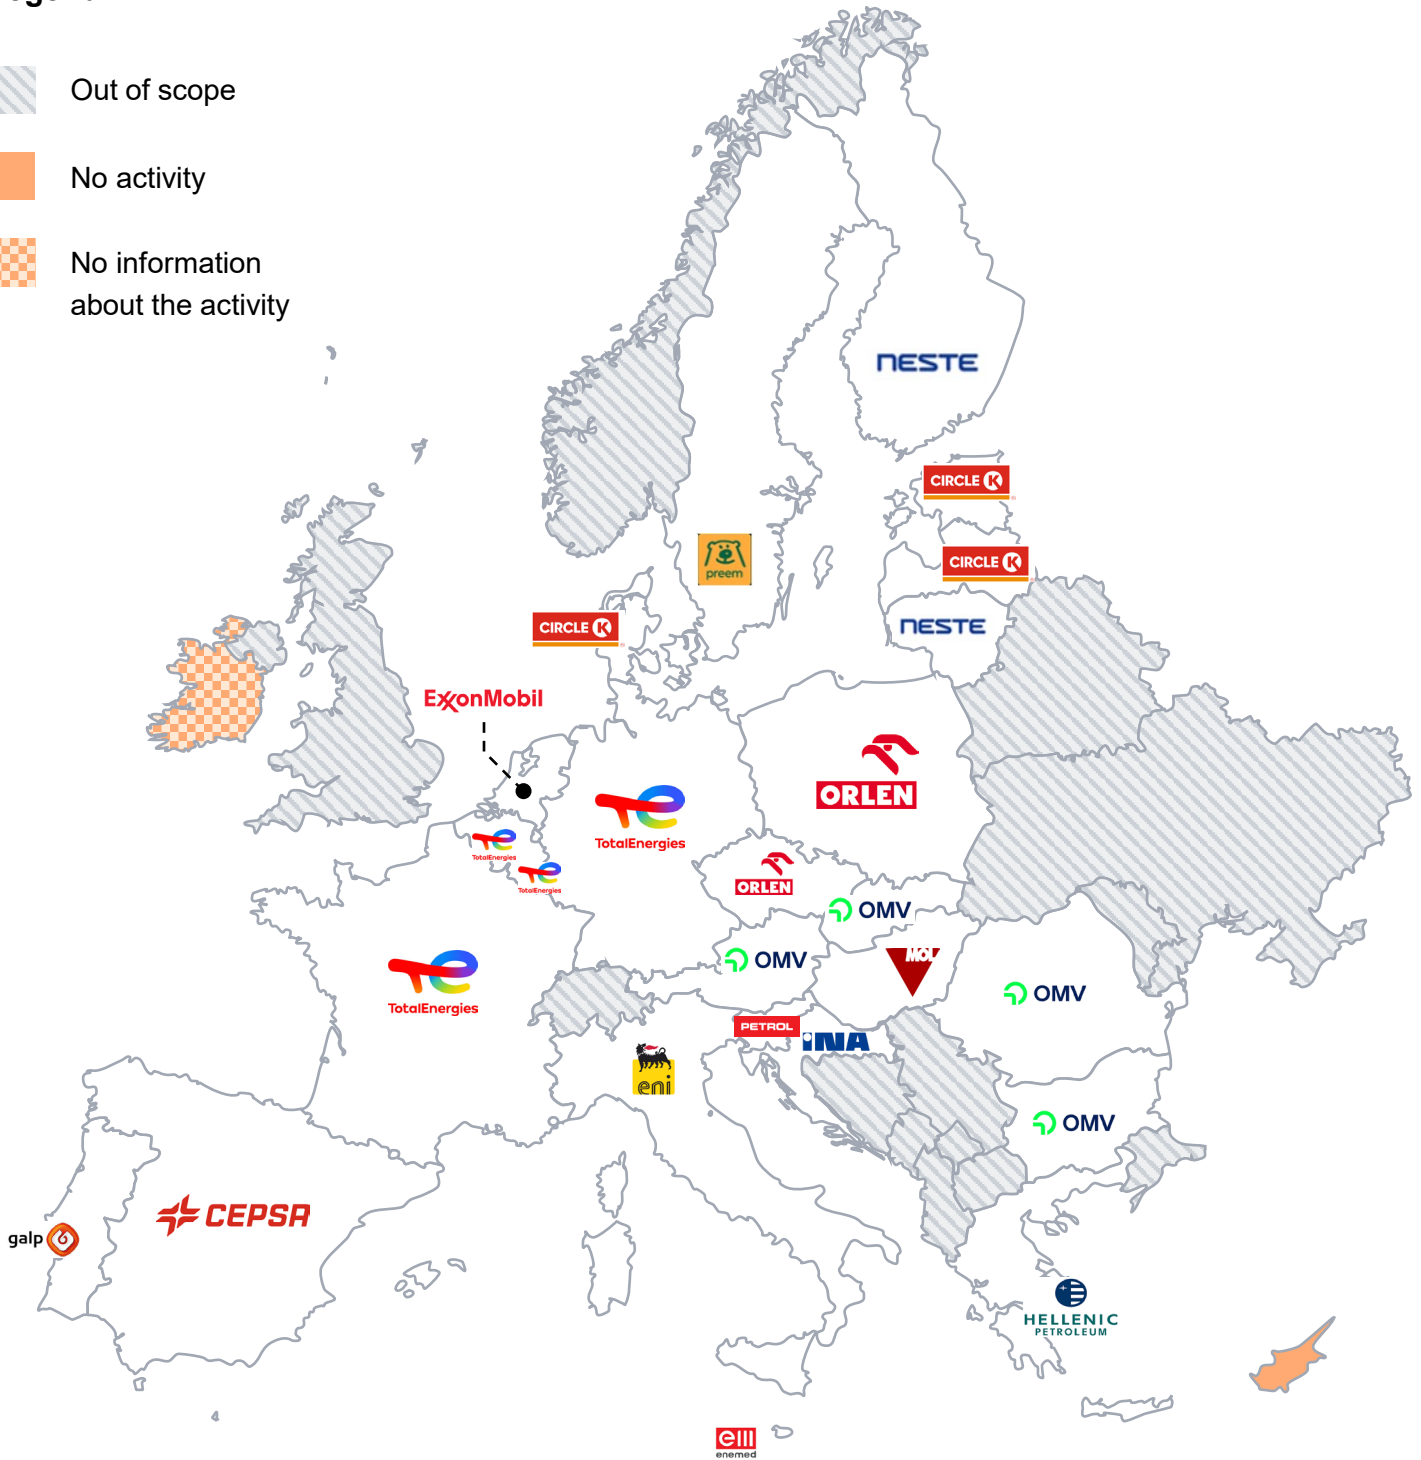 Out of scope
No activity
No information
about the activity
NESTE
CIRCLE K
CIRCLE K
preem
NESTE
CIRCLE K
ExxonMobil
ORLEN
TotalEnergies
TotalEnergies
TotalEnergies
ORLEN
OMV
OMV
MOL
TotalEnergies
OMV
PETROL
INA
eni
OMV
CEPSA
galp
HELLENIC
PETROLEUM
em
enemed